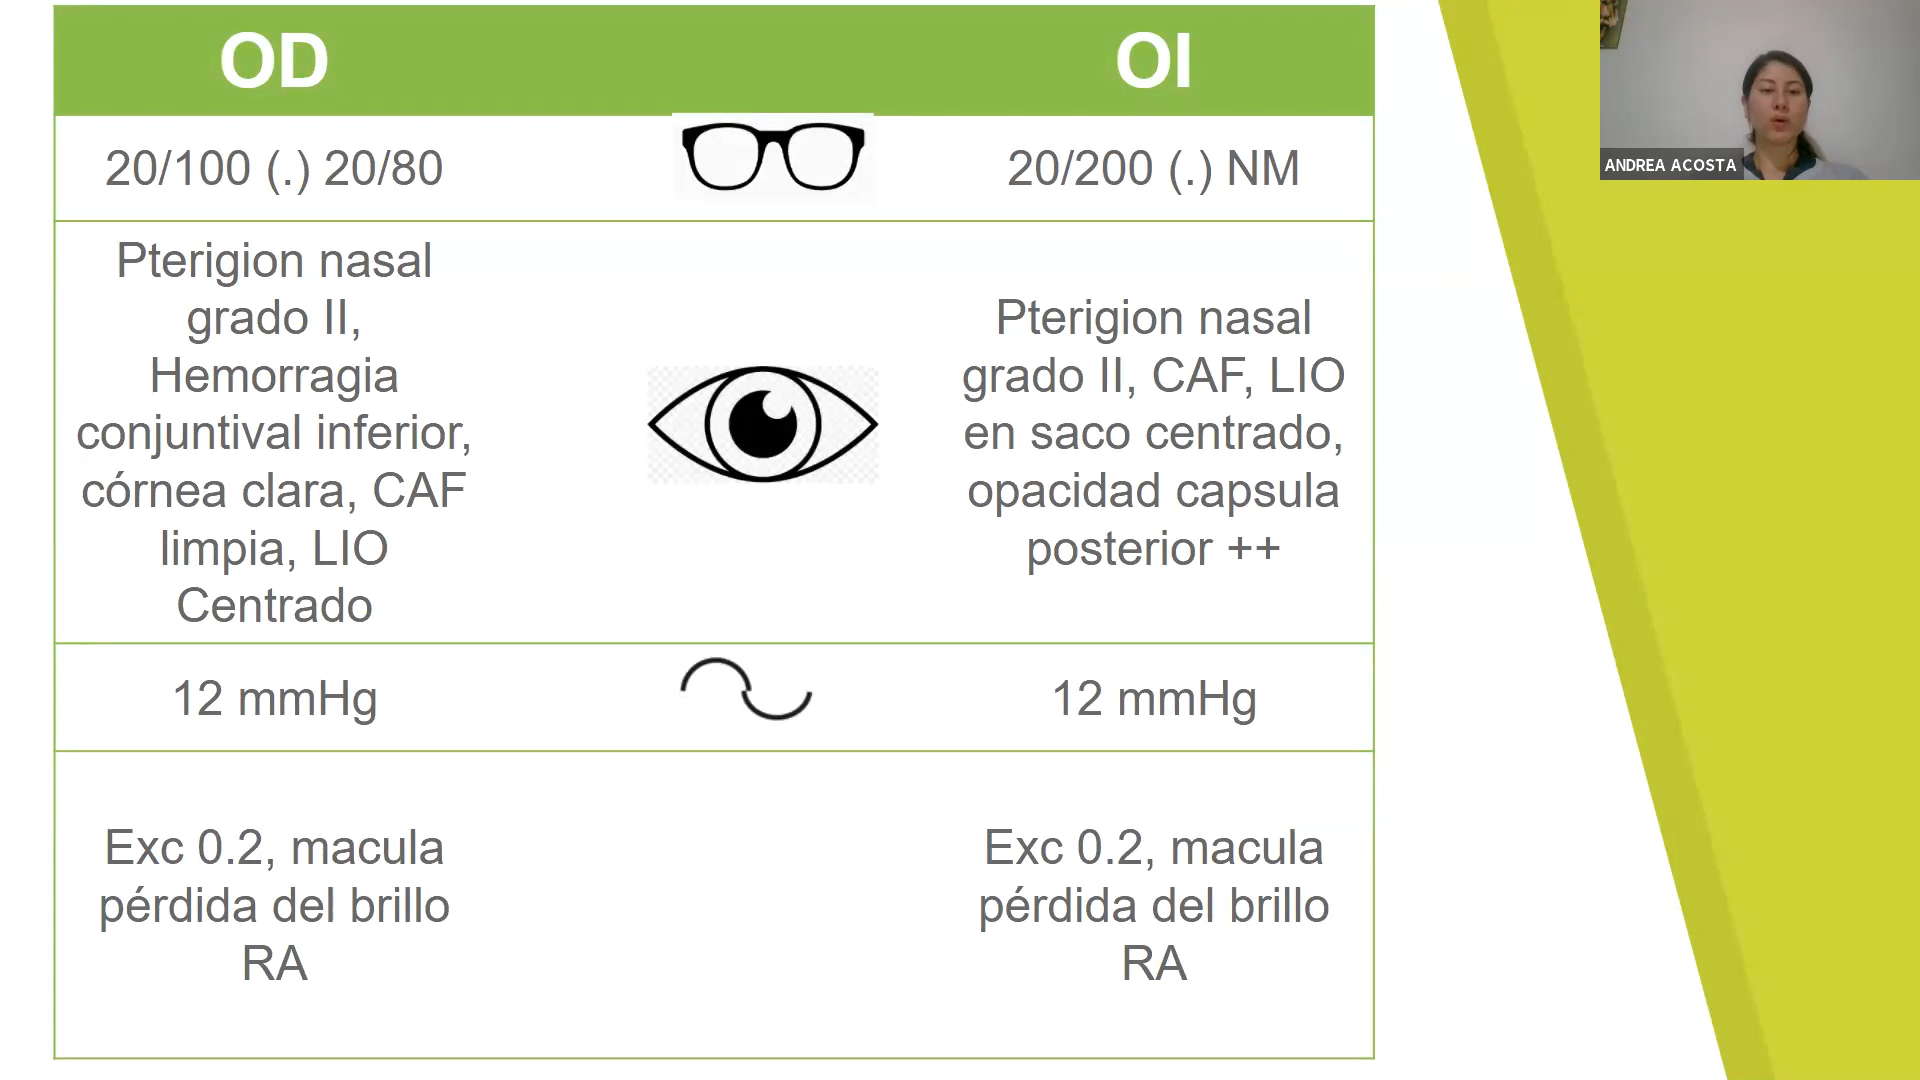 OD
OI
20/100 (.) 20/80
20/200 (.) NM
Pterigion nasal
grado II,
Hemorragia
conjuntival inferior,
córnea clara, CAF
limpia, LIO
Centrado
Pterigion nasal
grado II, CAF, LIO
en saco centrado,
opacidad capsula
posterior ++
12 mmHg
12 mmHg
Exc 0.2, macula
pérdida del brillo
RA
Exc 0.2, macula
pérdida del brillo
RA
ANDREA ACOSTA